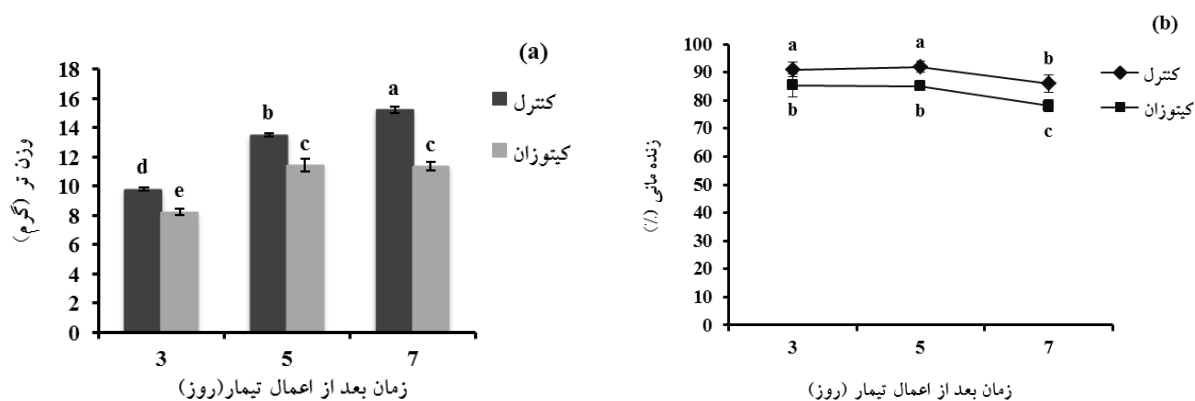 (a)
وزن تر (گرم)
18
16
14
12
10
8
6
4
2
0
d
e
b
c
a
c
کنترل
کیتوزان
3 5 7
زمان بعد از اعمال تیمار(روز)
(b)
زنده مانی (٪)
100
90
80
70
60
50
40
30
20
10
0
a
a
b
b
b
c
کنترل
کیتوزان
3 5 7
زمان بعد از اعمال تیمار (روز)